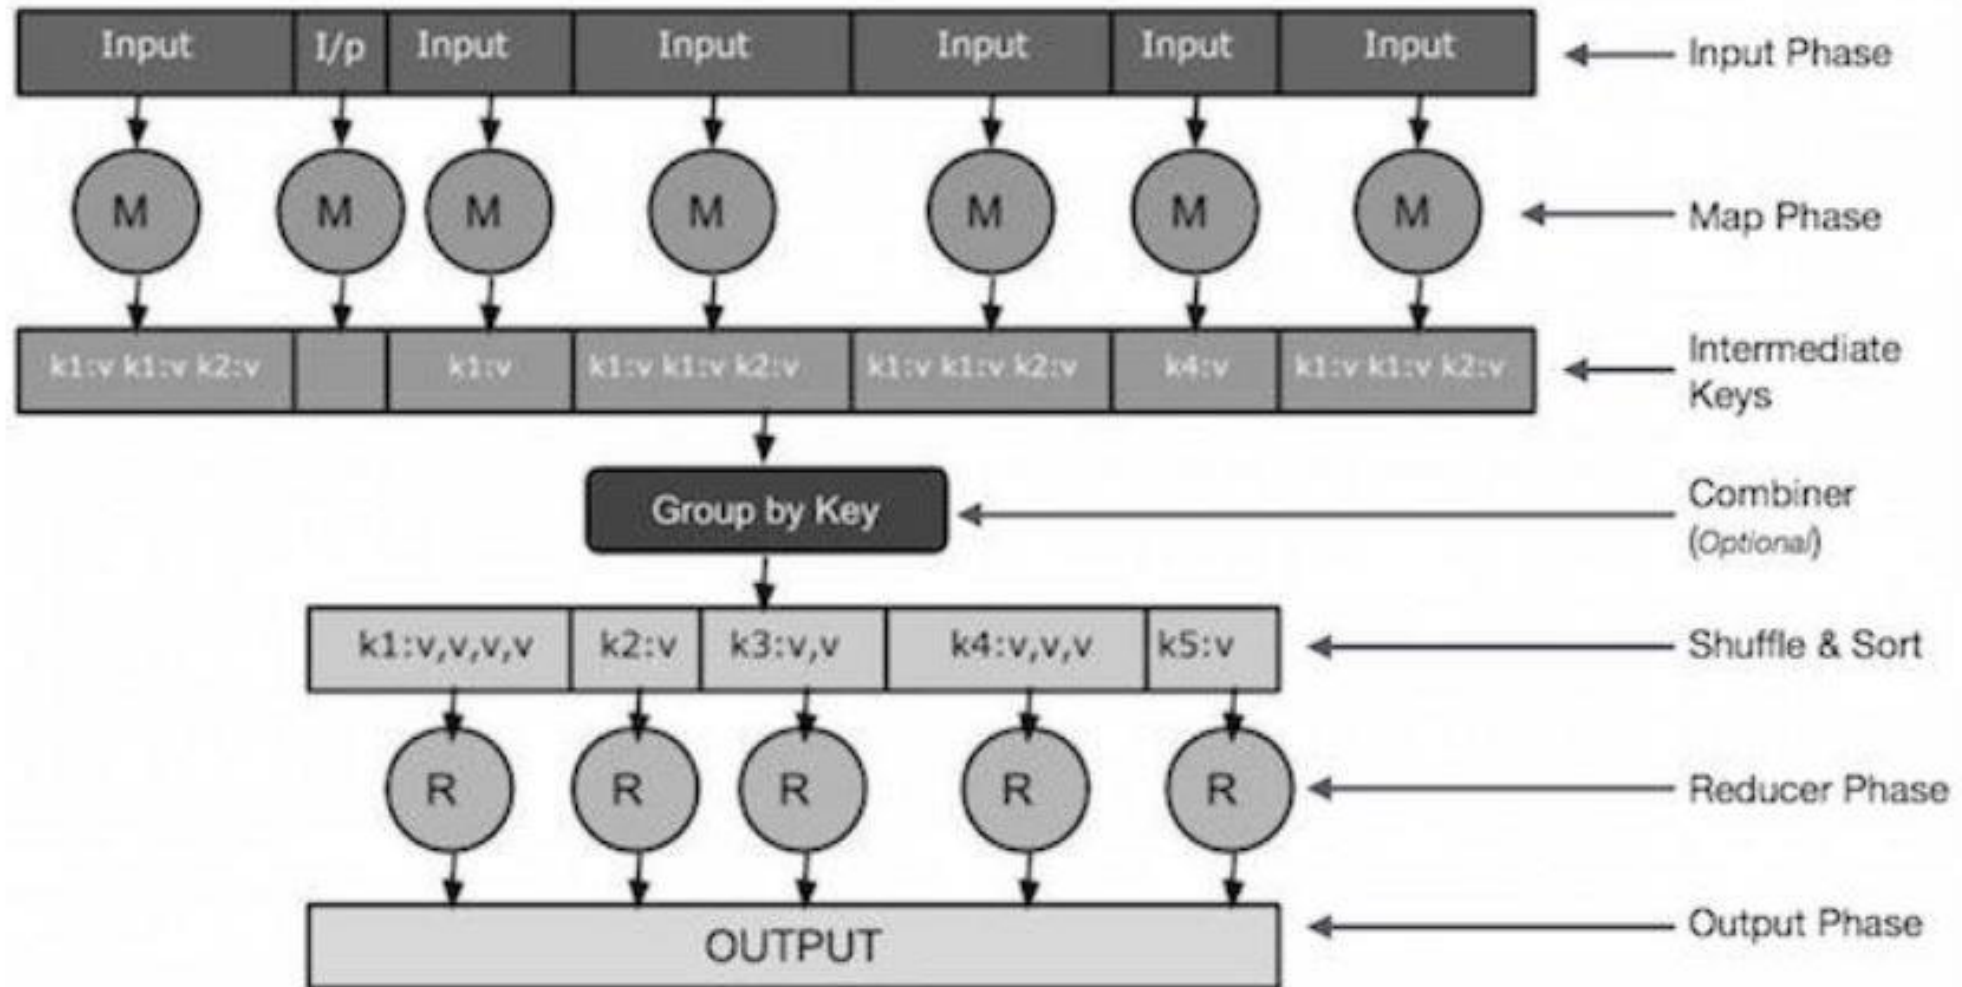 Input I/p Input Input Input Input Input
Input Phase
M M M M M M M
Map Phase
k1:v k1:v k2:v k1:v k1:v k1:v k2:v k1:v k1:v k2:v k4:v k1:v k1:v k2:v
Intermediate
Keys
Group by Key
Combiner
(Optional)
k1:v,v,v,v k2:v k3:v,v k4:v,v,v k5:v
Shuffle & Sort
R R R R R
Reducer Phase
OUTPUT
Output Phase